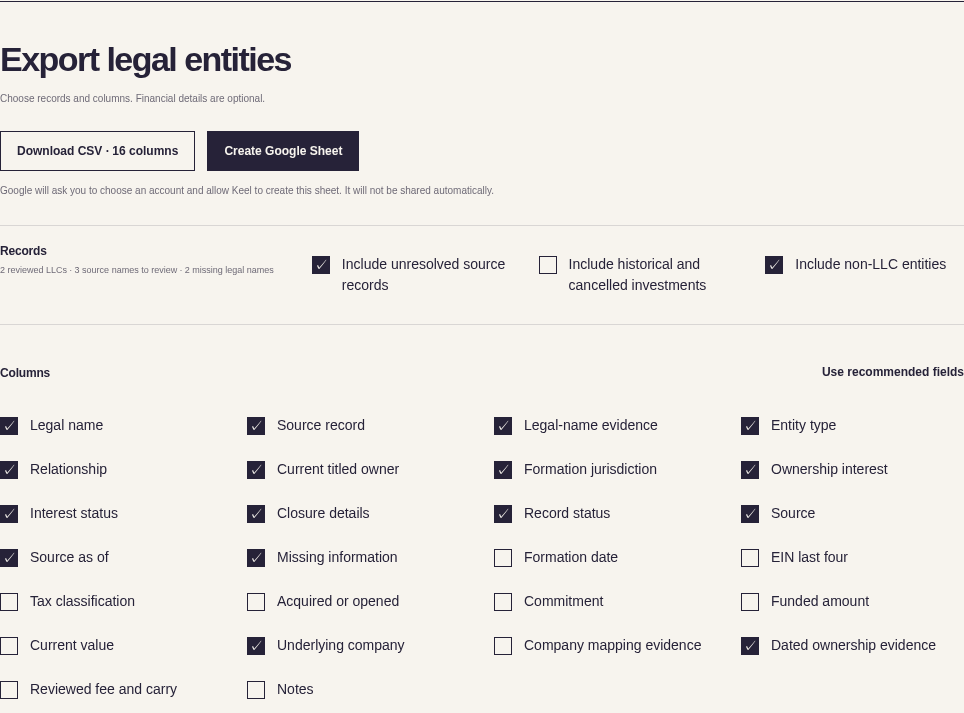 Export legal entities
Choose records and columns. Financial details are optional.
Download CSV · 16 columns
Create Google Sheet
Google will ask you to choose an account and allow Keel to create this sheet. It will not be shared automatically.
Records
2 reviewed LLCs · 3 source names to review · 2 missing legal names
Include unresolved source
records
Include historical and
cancelled investments
Include non-LLC entities
Columns
Use recommended fields
Legal name
Source record
Legal-name evidence
Entity type
Relationship
Current titled owner
Formation jurisdiction
Ownership interest
Interest status
Closure details
Record status
Source
Source as of
Missing information
Formation date
EIN last four
Tax classification
Acquired or opened
Commitment
Funded amount
Current value
Underlying company
Company mapping evidence
Dated ownership evidence
Reviewed fee and carry
Notes